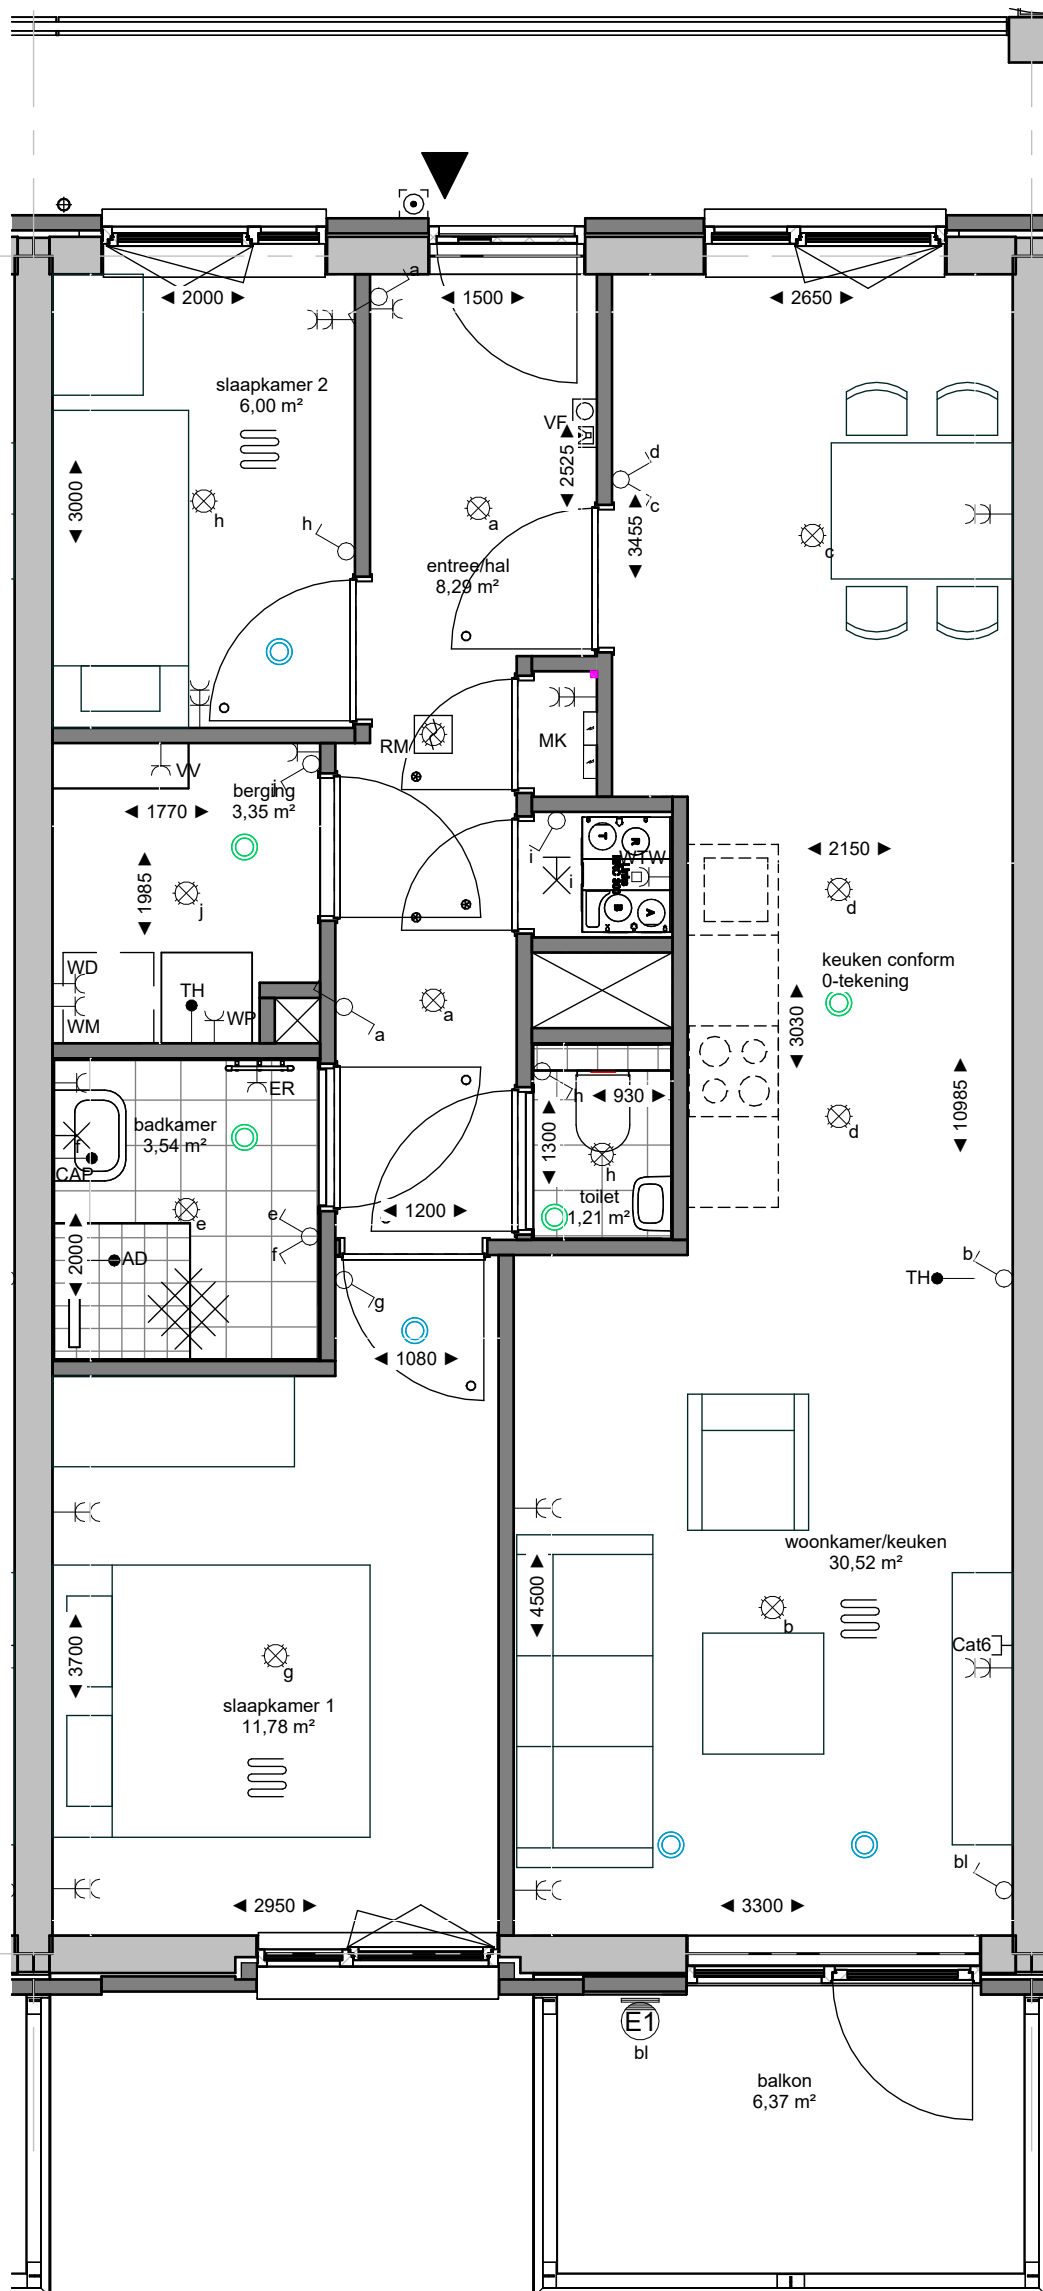 a
2000
1500
2650
slaapkamer 2
6,00 m²
VF
2525
d
c
3455
3000
h
h
a
c
entree/hal
8,29 m²
RM
MK
VV
j
berging
3,35 m²
1770
i
i
WTW
T
R
B
A
2150
d
1985
j
keuken conform
0-tekening
WD
WM
TH
WP
a
a
3030
ER
h
930
10985
badkamer
3,54 m²
f
CAP
1300
d
h
toilet
1,21 m²
e
e
f
1200
2000
AD
b
TH
g
1080
woonkamer/keuken
30,52 m²
4500
b
3700
g
Cat6
slaapkamer 1
11,78 m²
bl
2950
3300
E1
bl
balkon
6,37 m²